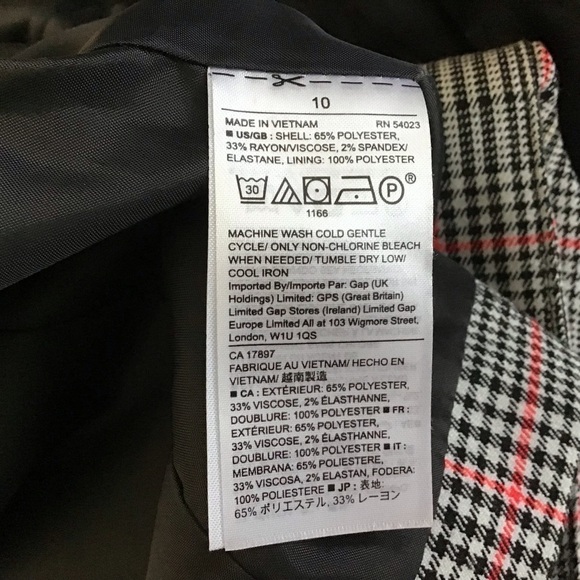 10
MADE IN VIETNAM RN 54023
■ US/GB : SHELL: 65% POLYESTER,
33% RAYON/VISCOSE, 2% SPANDEX/
ELASTANE, LINING: 100% POLYESTER
30 P ®
1166
MACHINE WASH COLD GENTLE
CYCLE/ ONLY NON-CHLORINE BLEACH
WHEN NEEDED/ TUMBLE DRY LOW/
COOL IRON
Imported By/Importe Par: Gap (UK
Holdings) Limited: GPS (Great Britain)
Limited Gap Stores (Ireland) Limited Gap
Europe Limited All at 103 Wigmore Street,
London, W1U 1QS
CA 17897
FABRIQUE AU VIETNAM/ HECHO EN
VIETNAM/ 越南製造
■ CA : EXTÉRIEUR: 65% POLYESTER,
33% VISCOSE, 2% ÉLASTHANNE,
DOUBLURE: 100% POLYESTER ■ FR :
EXTÉRIEUR: 65% POLYESTER,
33% VISCOSE, 2% ÉLASTHANNE,
DOUBLURE: 100% POLYESTER ■ IT :
MEMBRANA: 65% POLIESTERE,
33% VISCOSA, 2% ELASTAN, FODERA:
100% POLIESTERE ■ JP : 表地:
65% ポリエステル, 33% レーヨン